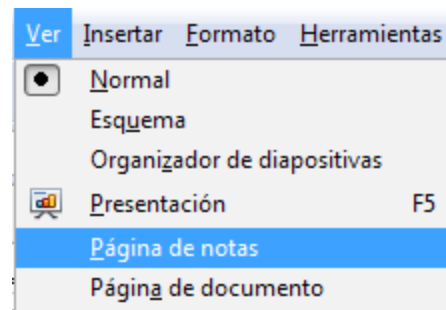 Ver Insertar Formato Herramientas
Normal
Esquema
Organizador de diapositivas
Presentación F5
Página de notas
Página de documento